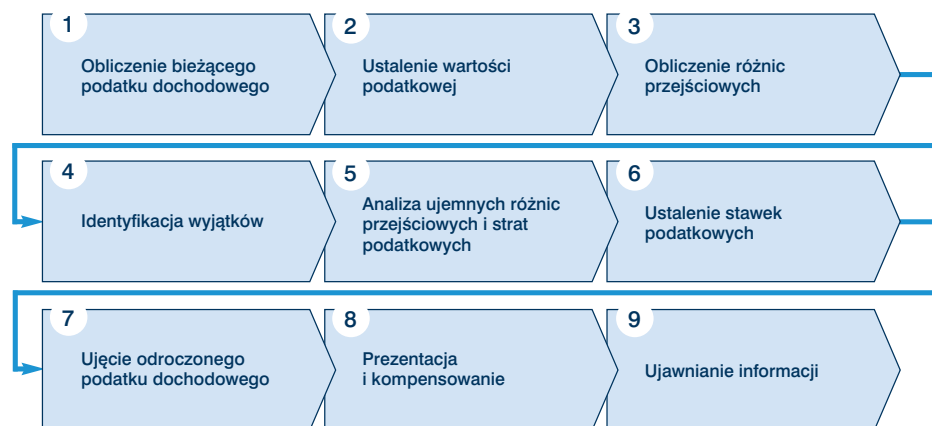 1
Obliczenie bieżącego
podatku dochodowego
2
Ustalenie wartości
podatkowej
3
Obliczenie różnic
przejściowych
4
Identyfikacja wyjątków
5
Analiza ujemnych różnic
przejściowych i strat
podatkowych
6
Ustalenie stawek
podatkowych
7
Ujęcie odroczonego
podatku dochodowego
8
Prezentacja
i kompensowanie
9
Ujawnianie informacji